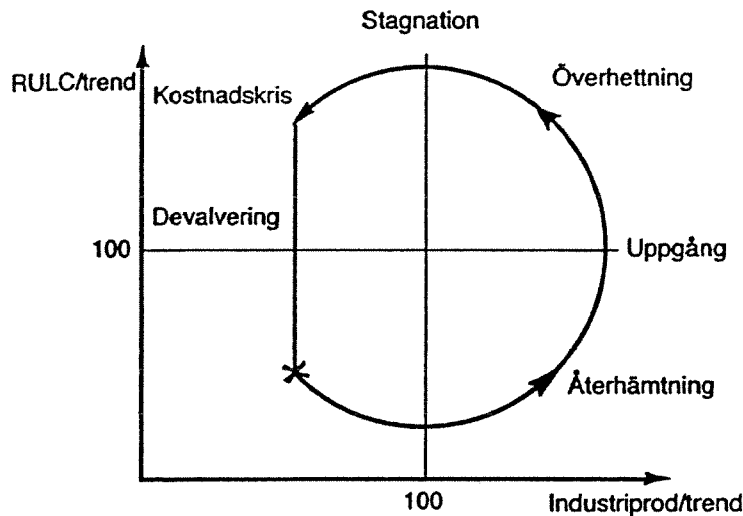 Stagnation
RULC/trend
Kostnadskris
Överhettning
Devalvering
100
Uppgång
Återhämtning
100
Industriprod/trend